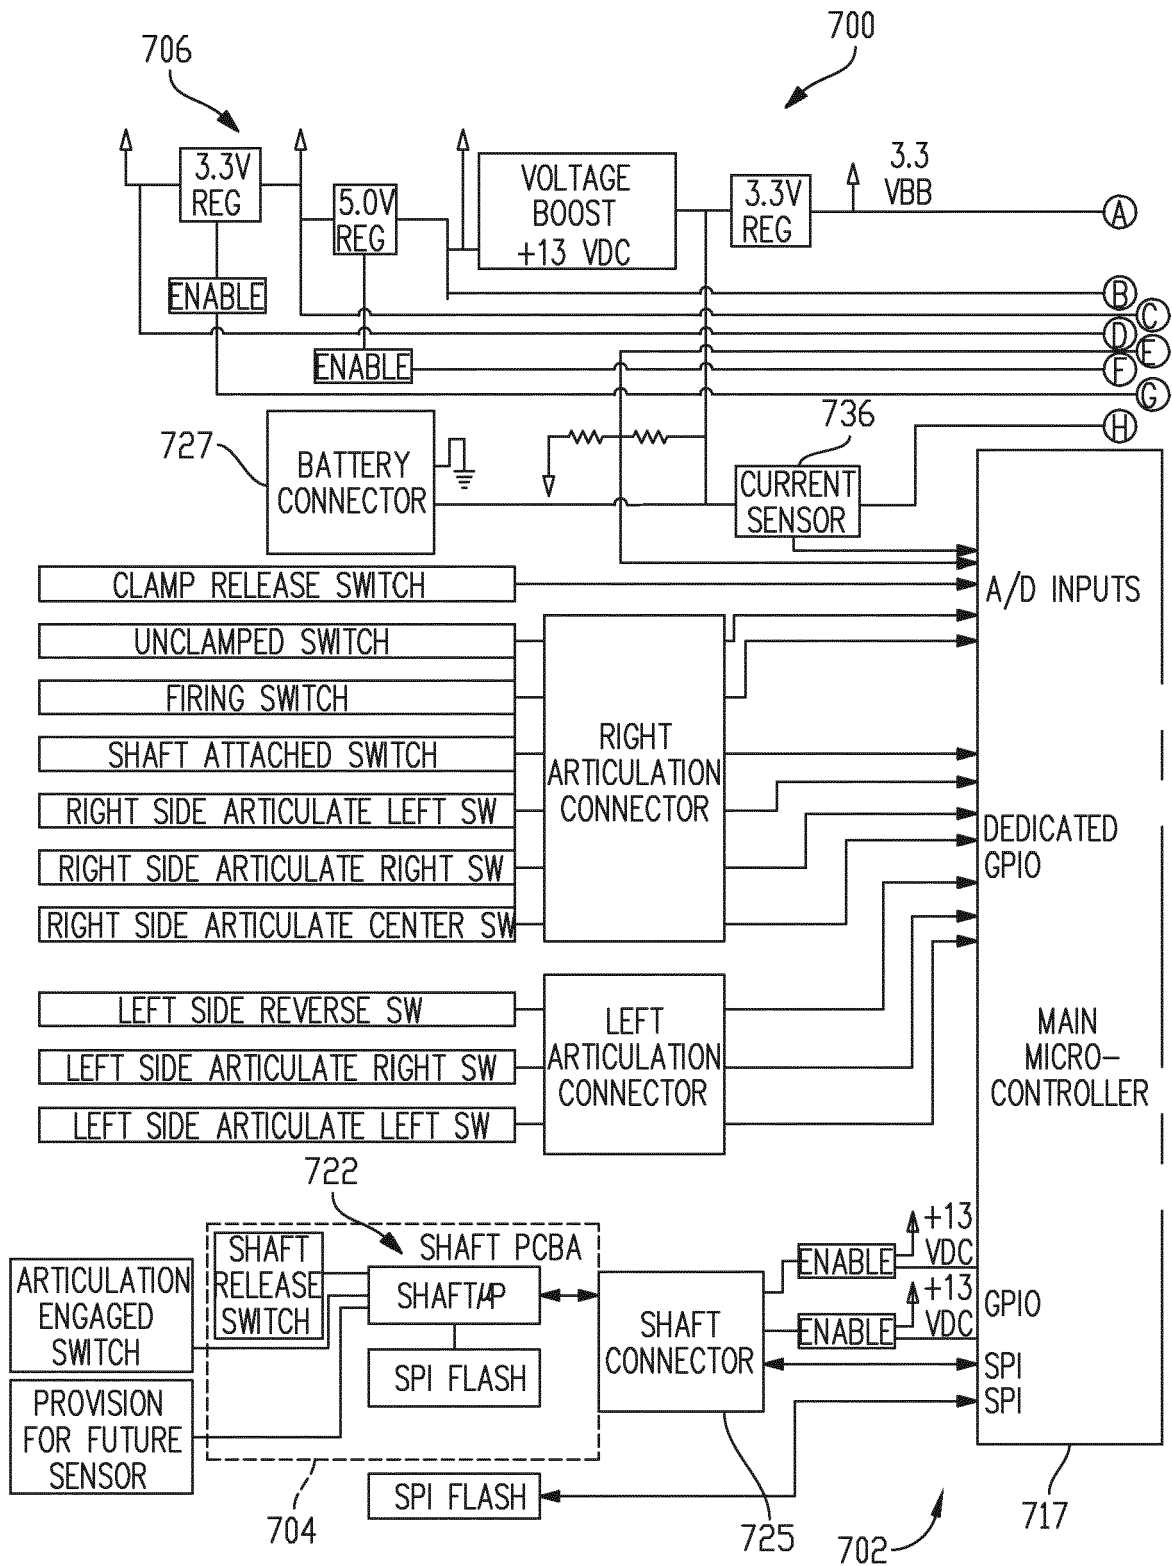 700
706
3.3V
REG
5.0V
REG
VOLTAGE
BOOST
+13 VDC
3.3V
REG
3.3
VBB
A
ENABLE
B
C
D
E
ENABLE
F
G
H
727
BATTERY
CONNECTOR
736
CURRENT
SENSOR
CLAMP RELEASE SWITCH
A/D INPUTS
UNCLAMPED SWITCH
FIRING SWITCH
SHAFT ATTACHED SWITCH
RIGHT SIDE ARTICULATE LEFT SW
RIGHT SIDE ARTICULATE RIGHT SW
RIGHT SIDE ARTICULATE CENTER SW
RIGHT
ARTICULATION
CONNECTOR
DEDICATED
GPIO
LEFT SIDE REVERSE SW
LEFT SIDE ARTICULATE RIGHT SW
LEFT SIDE ARTICULATE LEFT SW
LEFT
ARTICULATION
CONNECTOR
MAIN
MICRO-
CONTROLLER
722
SHAFT PCBA
SHAFT
RELEASE
SWITCH
SHAFT μP
SPI FLASH
ARTICULATION
ENGAGED
SWITCH
PROVISION
FOR FUTURE
SENSOR
SHAFT
CONNECTOR
ENABLE
+13
VDC
ENABLE
+13
VDC
GPIO
SPI
SPI
704
SPI FLASH
725
702
717